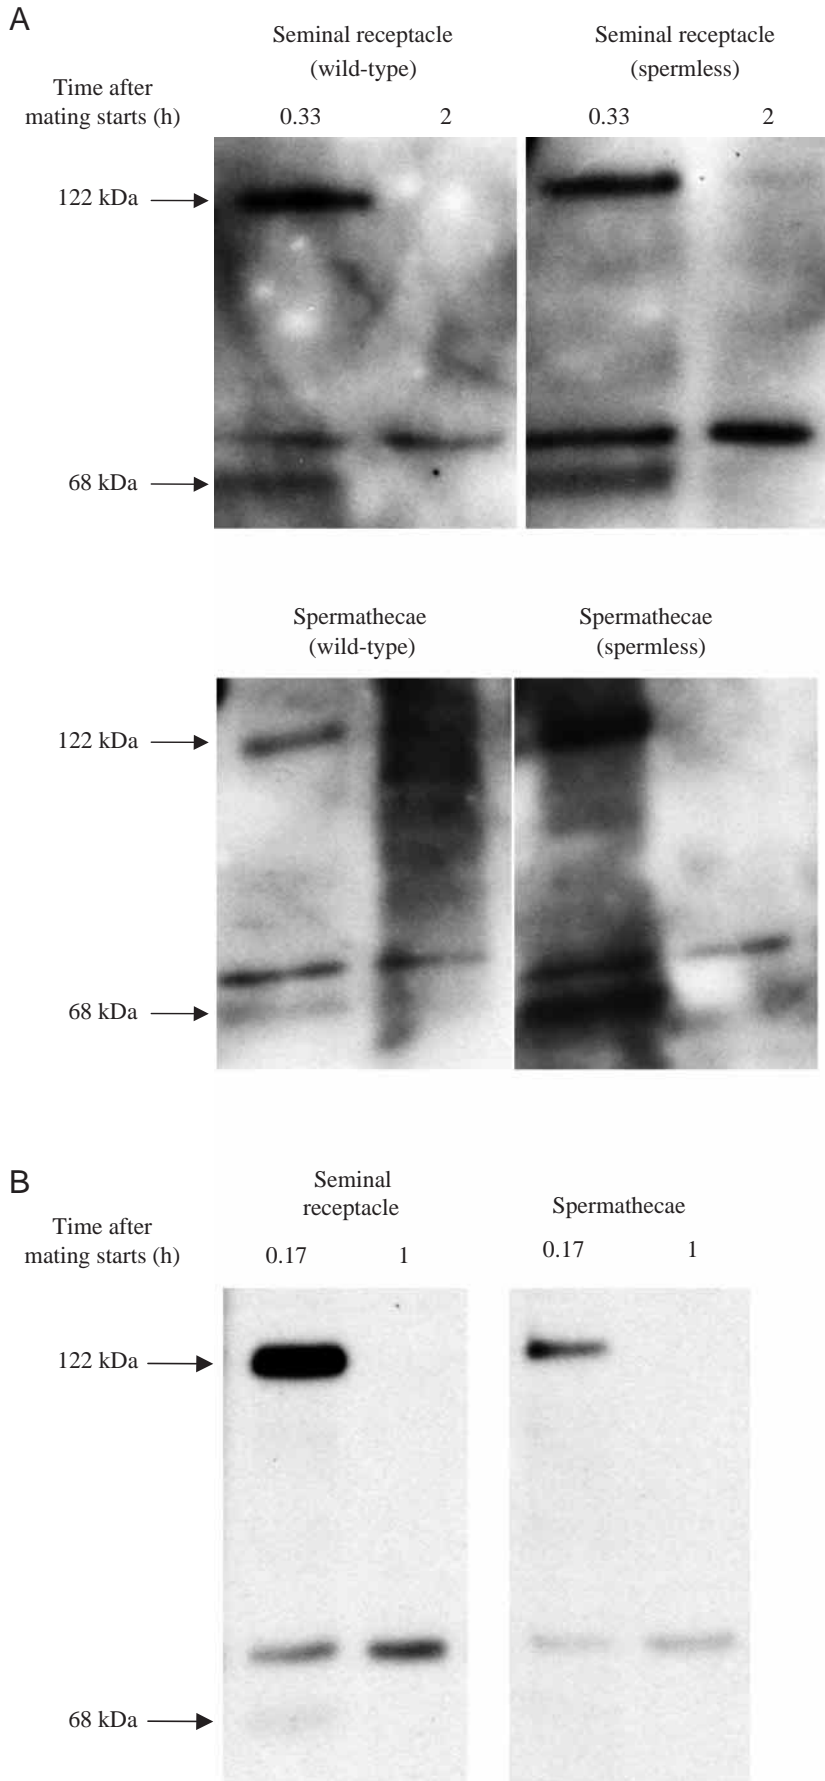 A
Seminal receptacle
(wild-type)
Seminal receptacle
(spermless)
Time after
mating starts (h)
0.33
2
0.33
2
122 kDa
68 kDa
Spermathecae
(wild-type)
Spermathecae
(spermless)
122 kDa
68 kDa
B
Seminal
receptacle
Spermathecae
Time after
mating starts (h)
0.17
1
0.17
1
122 kDa
68 kDa